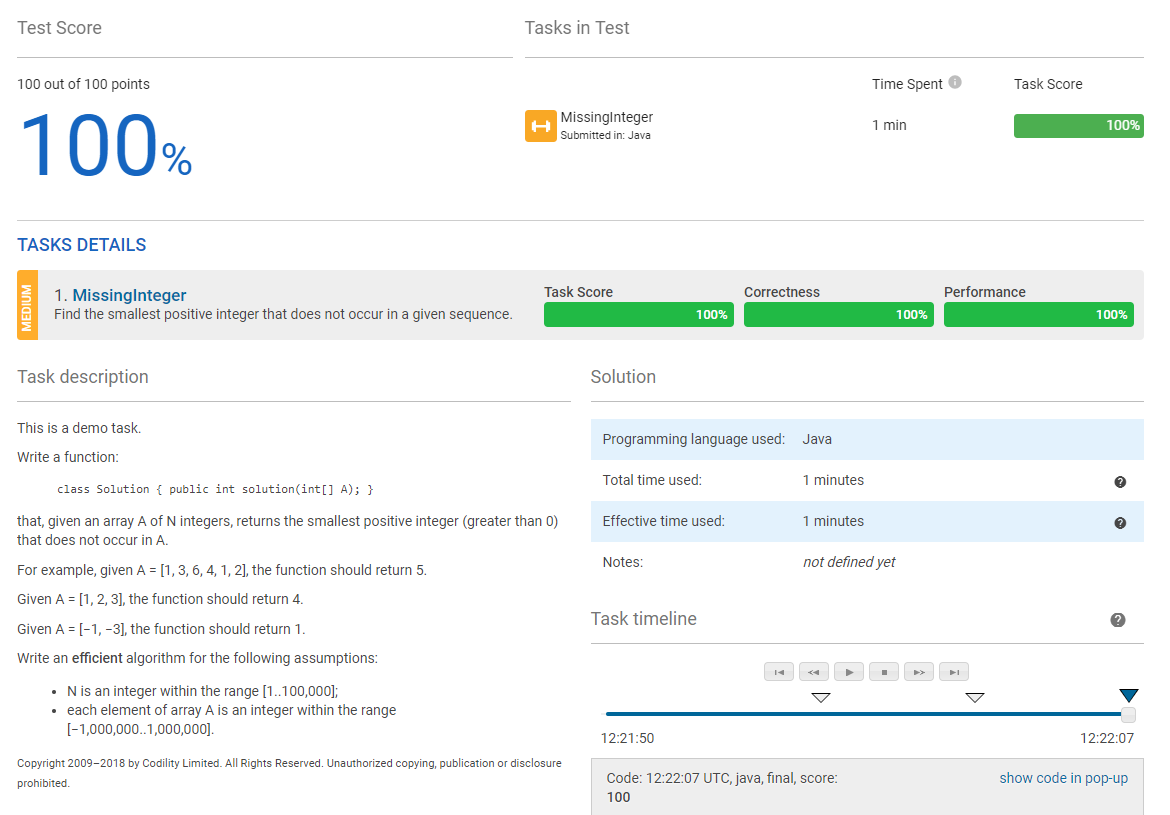 Test Score
Tasks in Test
100 out of 100 points
Time Spent
Task Score
100%
MissingInteger
Submitted in: Java
1 min
100%
TASKS DETAILS
MEDIUM
1. MissingInteger
Find the smallest positive integer that does not occur in a given sequence.
Task Score
Correctness
Performance
100%
100%
100%
Task description
This is a demo task.
Write a function:
class Solution { public int solution(int[] A); }
that, given an array A of N integers, returns the smallest positive integer (greater than 0)
that does not occur in A.
For example, given A = [1, 3, 6, 4, 1, 2], the function should return 5.
Given A = [1, 2, 3], the function should return 4.
Given A = [−1, −3], the function should return 1.
Write an efficient algorithm for the following assumptions:
• N is an integer within the range [1..100,000];
• each element of array A is an integer within the range
[−1,000,000..1,000,000].
Copyright 2009–2018 by Codility Limited. All Rights Reserved. Unauthorized copying, publication or disclosure
prohibited.
Solution
Programming language used: Java
Total time used: 1 minutes
?
Effective time used: 1 minutes
?
Notes: not defined yet
Task timeline
?
12:21:50
12:22:07
Code: 12:22:07 UTC, java, final, score:
100
show code in pop-up